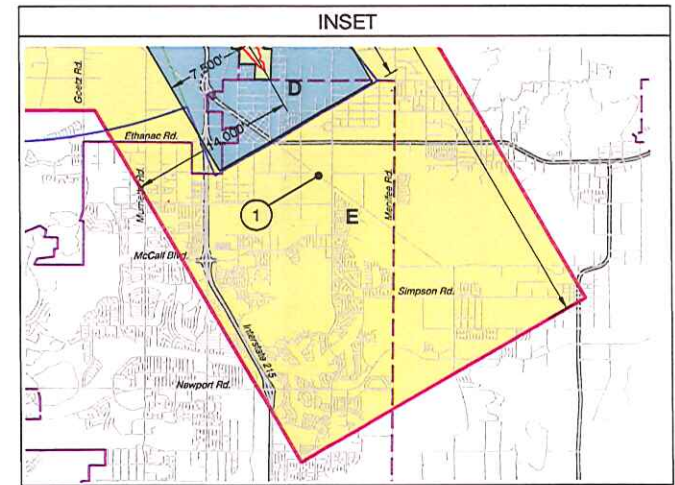 INSET
Goetz Rd.
7,500'
D
Ethanac Rd.
14,000'
Murrieta Rd.
Menifee Rd.
1
E
McCall Blvd.
Simpson Rd.
Interstate 215
Newport Rd.